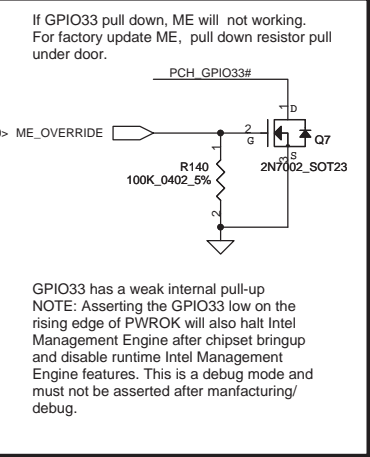 If GPIO33 pull down, ME will not working.
For factory update ME, pull down resistor pull
under door.
PCH_GPIO33#
1
D
> ME_OVERRIDE
2
G
Q7
1
3
S
R140
2N7002_SOT23
100K_0402_5%
2
GPIO33 has a weak internal pull-up
NOTE: Asserting the GPIO33 low on the
rising edge of PWROK will also halt Intel
Management Engine after chipset bringup
and disable runtime Intel Management
Engine features. This is a debug mode and
must not be asserted after manfacturing/
debug.